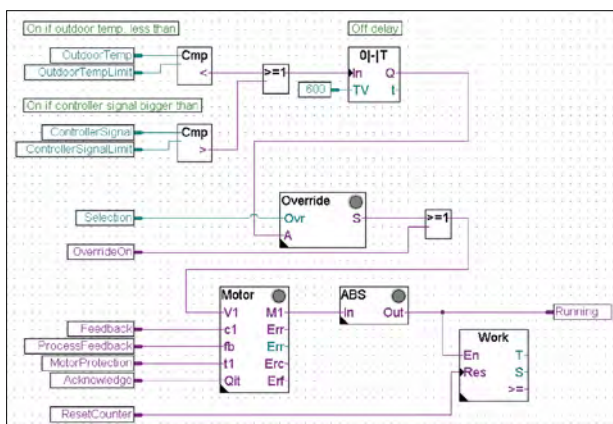 On if outdoor temp. less than
Off delay
OutdoorTemp
OutdoorTempLimit
Cmp
<
>=1
0|-|T
In Q
600 TV t
On if controller signal bigger than
ControllerSignal
ControllerSignalLimit
Cmp
>
Override
Selection
Ovr S
A
>=1
OverrideOn
Motor
V1 M1
c1 Err
fb Err
t1 Erc
Qit Erf
ABS
In Out
Running
Feedback
ProcessFeedback
MotorProtection
Acknowledge
Work
En T
Res S
>=
ResetCounter